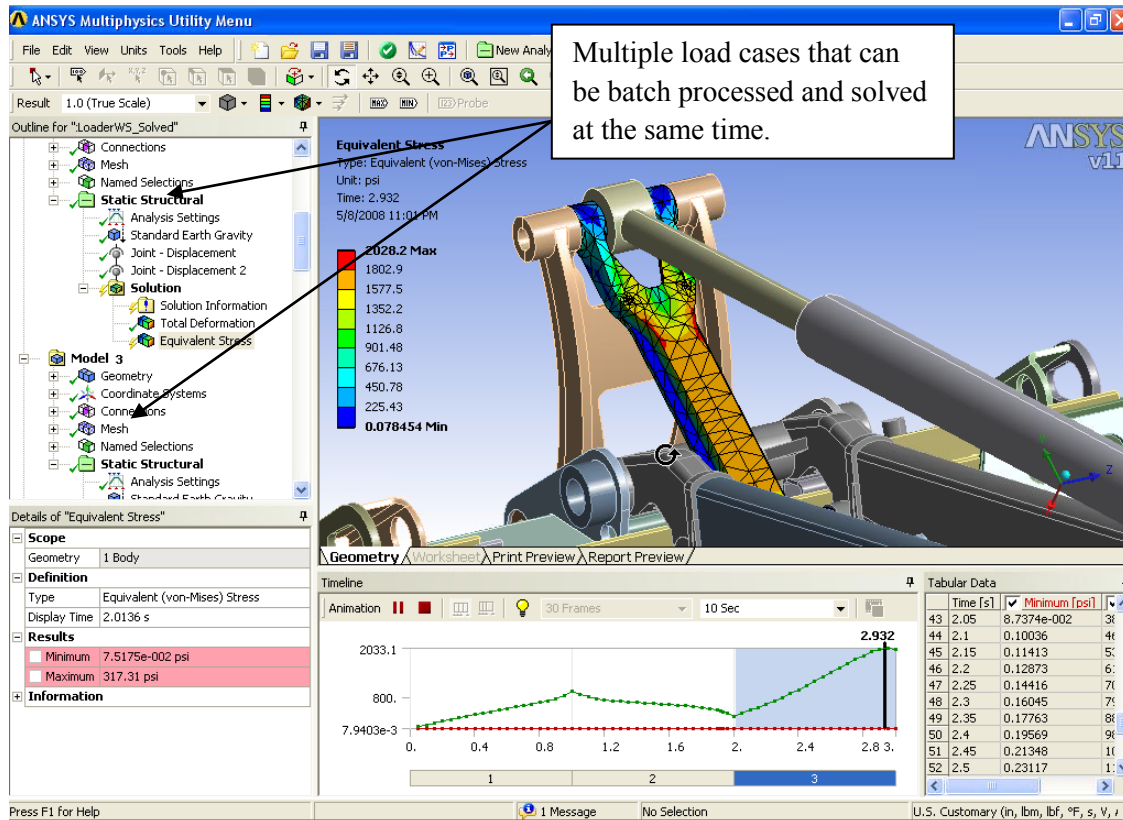 ANSYS Multiphysics Utility Menu
File Edit View Units Tools Help New Analy
Result 1.0 (True Scale) MAX MIN Probe
Outline for ":LoaderWS_Solved"
Connections
Mesh
Named Selections
Static Structural
Analysis Settings
Standard Earth Gravity
Joint - Displacement
Joint - Displacement 2
Solution
Solution Information
Total Deformation
Equivalent Stress
Model 3
Geometry
Coordinate Systems
Connections
Mesh
Named Selections
Static Structural
Analysis Settings
Standard Earth Gravity
Multiple load cases that can
be batch processed and solved
at the same time.
ANSYS
v11
Equivalent Stress
Type: Equivalent (von-Mises) Stress
Unit: psi
Time: 2.932
5/8/2008 11:01 PM
2028.2 Max
1802.9
1577.5
1352.2
1126.8
901.48
676.13
450.78
225.43
0.078454 Min
Y
Z
Geometry Worksheet Print Preview Report Preview
Details of "Equivalent Stress"
Scope
Geometry 1 Body
Definition
Type Equivalent (von-Mises) Stress
Display Time 2.0136 s
Results
Minimum 7.5175e-002 psi
Maximum 317.31 psi
Information
Timeline
Animation 30 Frames 10 Sec
2.932
2033.1
800.
7.9403e-3
0. 0.4 0.8 1.2 1.6 2. 2.4 2.8 3.
1 2 3
Tabular Data
Time [s] Minimum [psi]
43 2.05 8.7374e-002 38
44 2.1 0.10036 46
45 2.15 0.11413
46 2.2 0.12873
47 2.25 0.14416
48 2.3 0.16045
49 2.35 0.17763
50 2.4 0.19569
51 2.45 0.21348
52 2.5 0.23117
Press F1 for Help 1 Message No Selection U.S. Customary (in, lbm, lbf, °F, s, V,